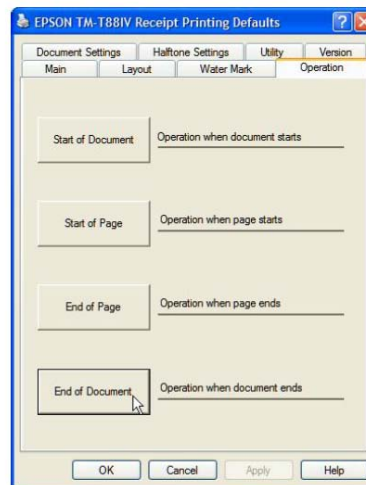 EPSON TM-T88IV Receipt Printing Defaults
Document Settings Halftone Settings Utility Version
Main Layout Water Mark Operation
Start of Document Operation when document starts
Start of Page Operation when page starts
End of Page Operation when page ends
End of Document Operation when document ends
OK Cancel Apply Help